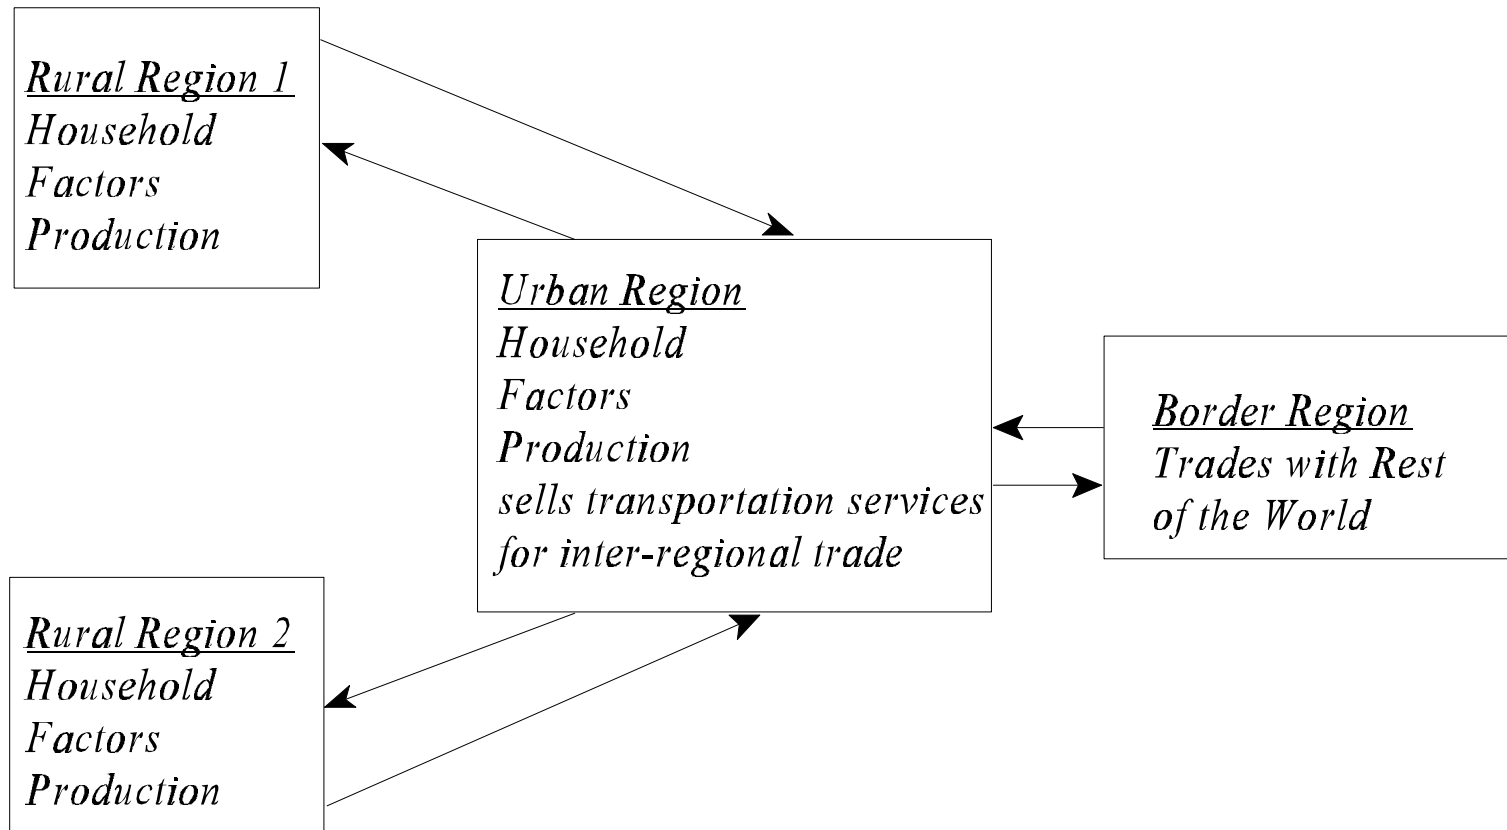 Rural Region 1
Household
Factors
Production
Urban Region
Household
Factors
Production
sells transportation services
for inter-regional trade
Border Region
Trades with Rest
of the World
Rural Region 2
Household
Factors
Production